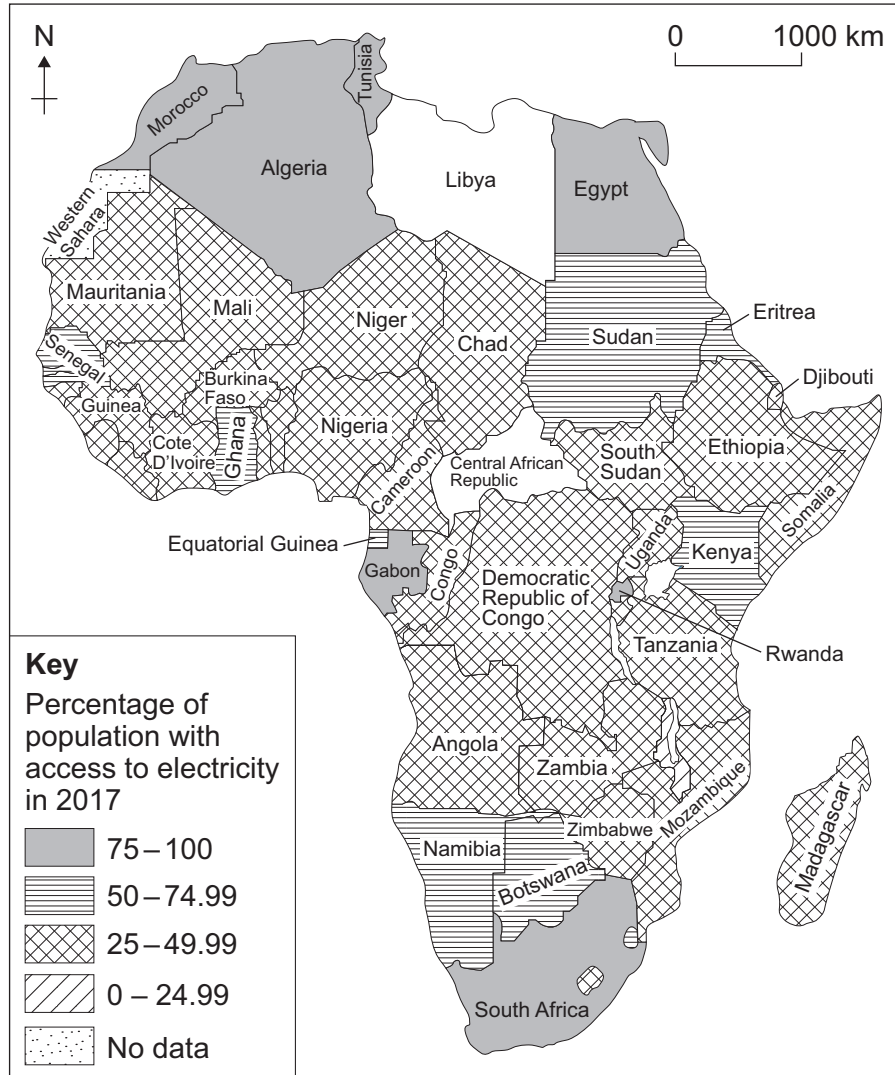 N
0 1000 km
Tunisia
Morocco
Algeria
Libya
Egypt
Western
Sahara
Mauritania
Mali
Niger
Chad
Sudan
Eritrea
Senegal
Burkina
Faso
Djibouti
Guinea
Cote
D'Ivoire
Ghana
Nigeria
Cameroon
Central African
Republic
South
Sudan
Ethiopia
Somalia
Equatorial Guinea
Gabon
Congo
Democratic
Republic of
Congo
Uganda
Kenya
Tanzania
Rwanda
Angola
Zambia
Mozambique
Zimbabwe
Madagascar
Namibia
Botswana
South Africa
Key
Percentage of
population with
access to electricity
in 2017
75 – 100
50 – 74.99
25 – 49.99
0 – 24.99
No data